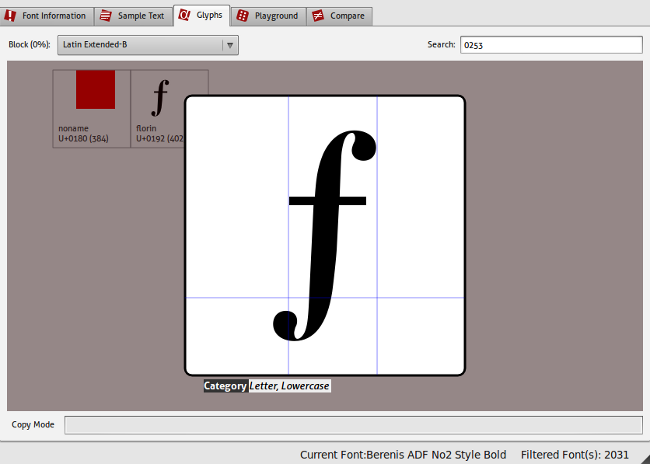 Font Information
Sample Text
Glyphs
Playground
Compare
Block (0%):
Latin Extended-B
Search:
0253
noname
U+0180 (384)
ƒ
florin
U+0192 (402
ƒ
Category Letter, Lowercase
Copy Mode
Current Font:Berenis ADF No2 Style Bold
Filtered Font(s): 2031